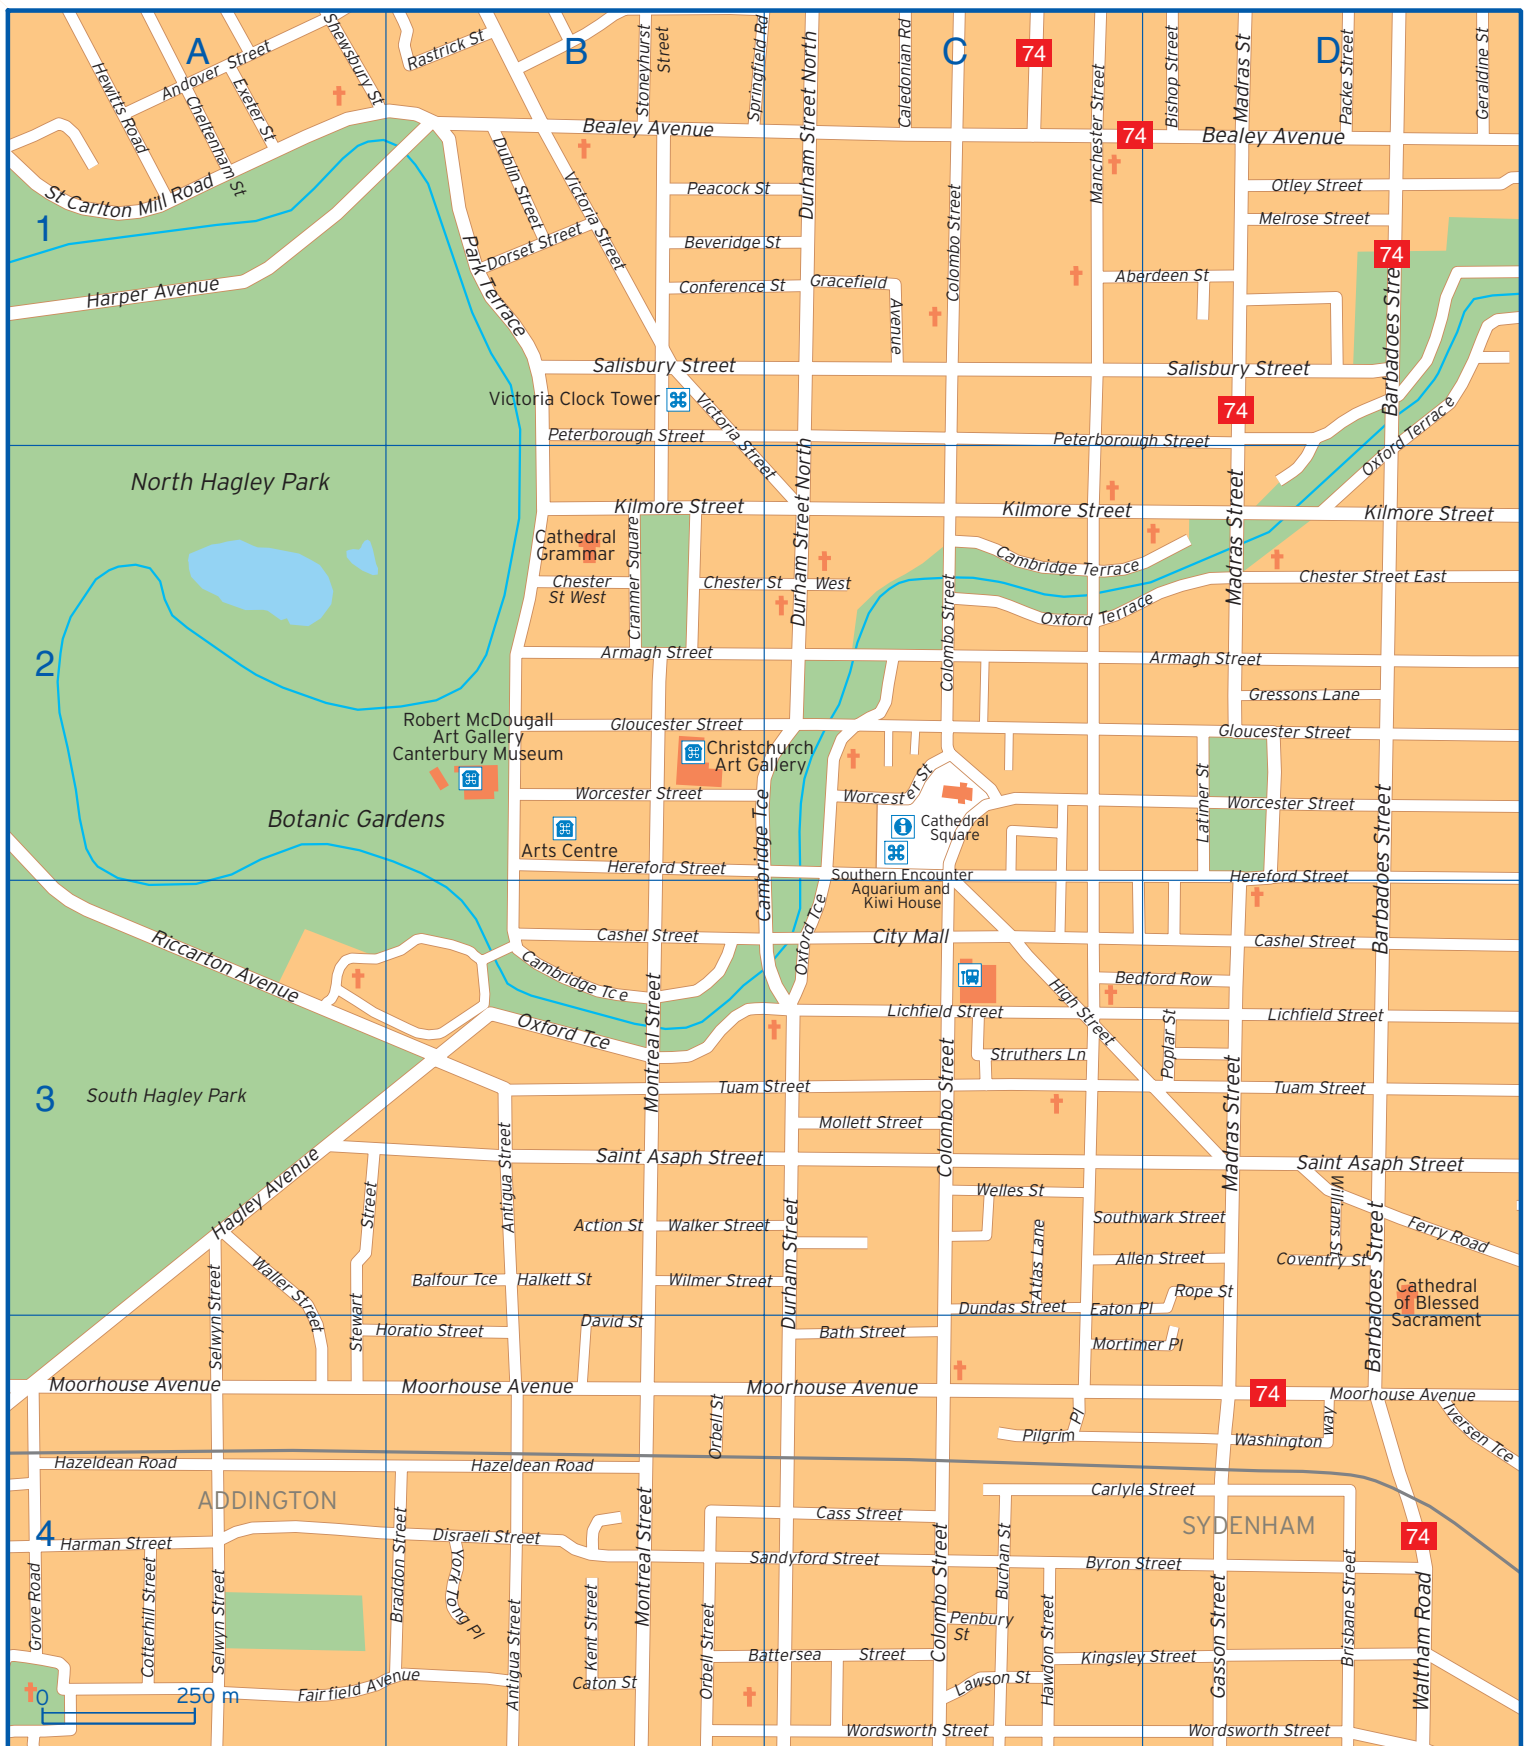 A
B
C
D
74
Hewitts Road
Andover Street
Cheltenham St
Exeter St
Shewsbury St
Rastrick St
Stoneyhurst
Street
Springfield Rd
Durham Street North
Caledonian Rd
Manchester Street
Bishop Street
Madras St
Packe Street
Geraldine St
Bealey Avenue
74
Bealey Avenue
St Carlton Mill Road
Dublin Street
Victoria Street
Peacock St
Otley Street
Melrose Street
1
Dorset Street
Beveridge St
Colombo Street
74
Park Terrace
Harper Avenue
Conference St
Gracefield
Avenue
Aberdeen St
Barbadoes Stree
Salisbury Street
Salisbury Street
Victoria Clock Tower
Victoria Street
74
Peterborough Street
Peterborough Street
Oxford Terrace
North Hagley Park
Durham Street North
Madras Street
Kilmore Street
Kilmore Street
Kilmore Street
Cathedral
Grammar
Cranmer Square
Cambridge Terrace
Chester
St West
Chester St
West
Chester Street East
Oxford Terrace
Colombo Street
2
Armagh Street
Armagh Street
Gressons Lane
Robert McDougall
Art Gallery
Canterbury Museum
Gloucester Street
Gloucester Street
Christchurch
Art Gallery
Worcester Street
Worcest
er St
Latimer St
Worcester Street
Botanic Gardens
Arts Centre
Cambridge Tce
Cathedral
Square
Barbadoes Street
Hereford Street
Southern Encounter
Aquarium and
Kiwi House
Hereford Street
Riccarton Avenue
Cashel Street
City Mall
Cashel Street
Oxford Tce
Cambridge Tce
Bedford Row
High Street
Oxford Tce
Montreal Street
Lichfield Street
Lichfield Street
Poplar St
Struthers Ln
3
South Hagley Park
Tuam Street
Tuam Street
Colombo Street
Madras Street
Mollett Street
Antigua Street
Saint Asaph Street
Saint Asaph Street
Hagley Avenue
Street
Stewart
Welles St
Williams St
Action St
Walker Street
Durham Street
Atlas Lane
Southwark Street
Ferry Road
Barbadoes Street
Waller Street
Selwyn Street
Balfour Tce
Halkett St
Wilmer Street
Allen Street
Coventry St
Rope St
Cathedral
of Blessed
Sacrament
Dundas Street
Eaton Pl
Horatio Street
David St
Bath Street
Mortimer Pl
Moorhouse Avenue
Moorhouse Avenue
Moorhouse Avenue
74
Moorhouse Avenue
Orbell St
Pilgrim
Pl
Washington
way
Iversen Tce
Hazeldean Road
Hazeldean Road
ADDINGTON
Carlyle Street
Cass Street
SYDENHAM
4
Harman Street
Disraeli Street
74
Sandyford Street
Byron Street
Grove Road
Cotterhill Street
Selwyn Street
Braddon Street
York Tong Pl
Antigua Street
Kent Street
Montreal Street
Orbell Street
Colombo Street
Buchan St
Hawdon Street
Gasson Street
Brisbane Street
Waltham Road
Penbury
St
Battersea
Street
Kingsley Street
Fairfield Avenue
Caton St
Lawson St
0
250 m
Wordsworth Street
Wordsworth Street